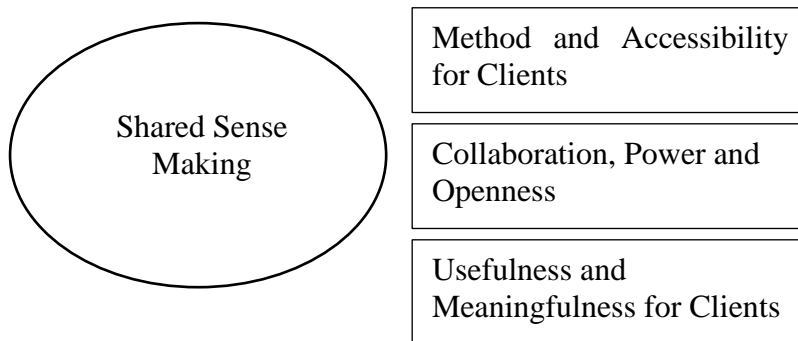 Shared Sense
Making
Method and Accessibility
for Clients
Collaboration, Power and
Openness
Usefulness and
Meaningfulness for Clients